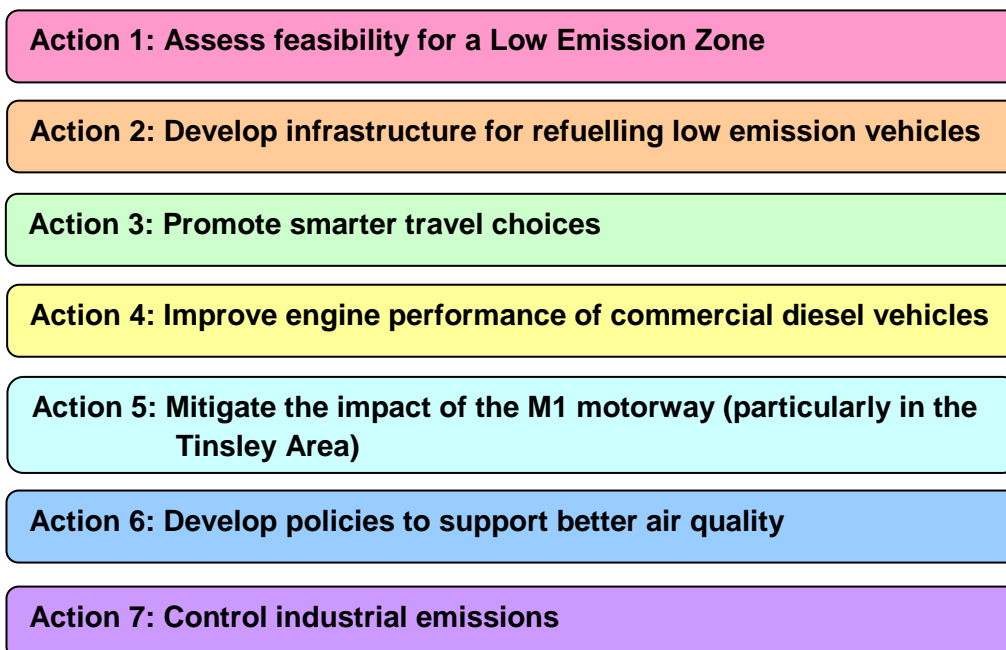 Action 1: Assess feasibility for a Low Emission Zone
Action 2: Develop infrastructure for refuelling low emission vehicles
Action 3: Promote smarter travel choices
Action 4: Improve engine performance of commercial diesel vehicles
Action 5: Mitigate the impact of the M1 motorway (particularly in the
Tinsley Area)
Action 6: Develop policies to support better air quality
Action 7: Control industrial emissions